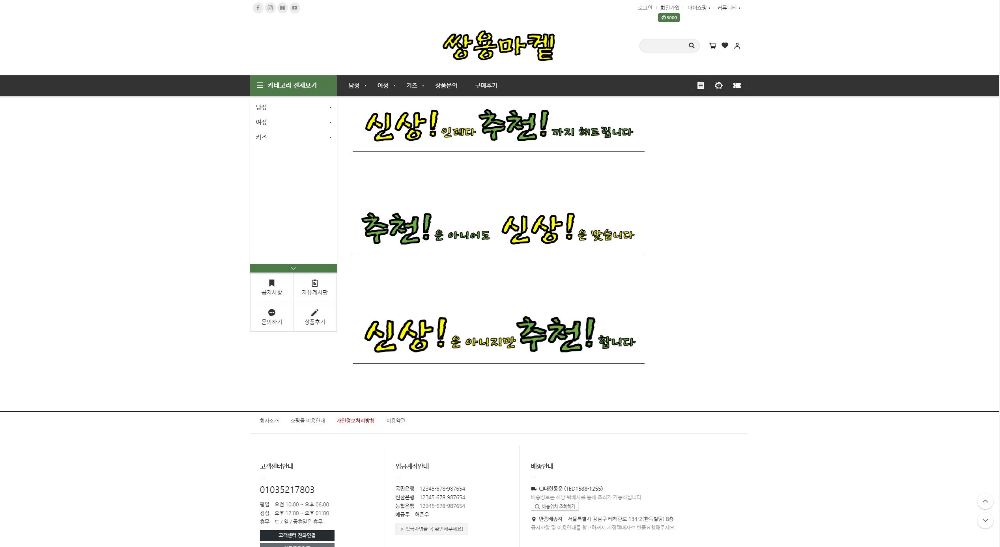 로그인 회원가입 마이쇼핑 커뮤니티
3000
쌍용마켙
카테고리 전체보기 남성 여성 키즈 상품문의 구매후기
남성
여성
키즈
신상! 인데다 추천! 까지 해드립니다
추천! 은 아니어도 신상! 은 맞습니다
신상! 은 아니지만 추천! 합니다
공지사항 자유게시판
문의하기 상품후기
회사소개 쇼핑몰 이용안내 개인정보처리방침 이용약관
고객센터안내
01035217803
평일 오전 10:00 ~ 오후 06:00
점심 오후 12:00 ~ 오후 01:00
휴무 토 / 일 / 공휴일은 휴무
고객센터 전화연결
입금계좌안내
국민은행 12345-678-987654
신한은행 12345-678-987654
농협은행 12345-678-987654
예금주 허준우
※ 입금자명을 꼭 확인해주세요!
배송안내
CJ대한통운 (TEL:1588-1255)
배송정보는 해당 택배사를 통해 조회가 가능하십니다.
배송위치 조회하기
반품배송지 서울특별시 강남구 테헤란로 134-2(한독빌딩) 8층
공지사항 및 이용안내를 참고하셔서 지정택배사로 반품요청해주세요.